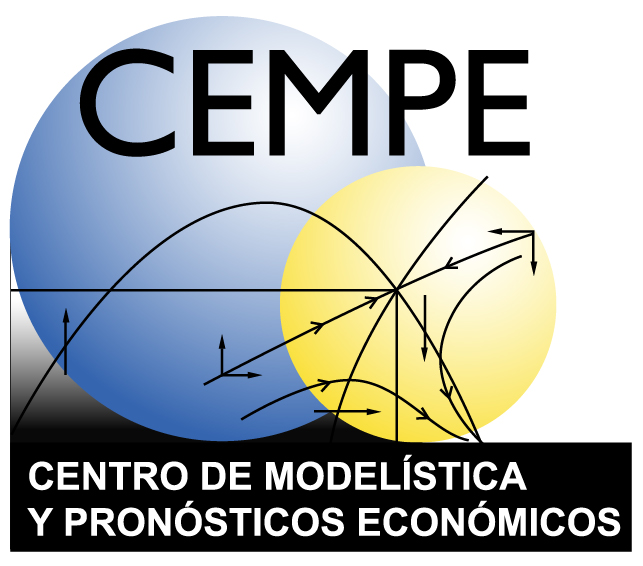 CEMPE
CENTRO DE MODELÍSTICA
Y PRONÓSTICOS ECONÓMICOS